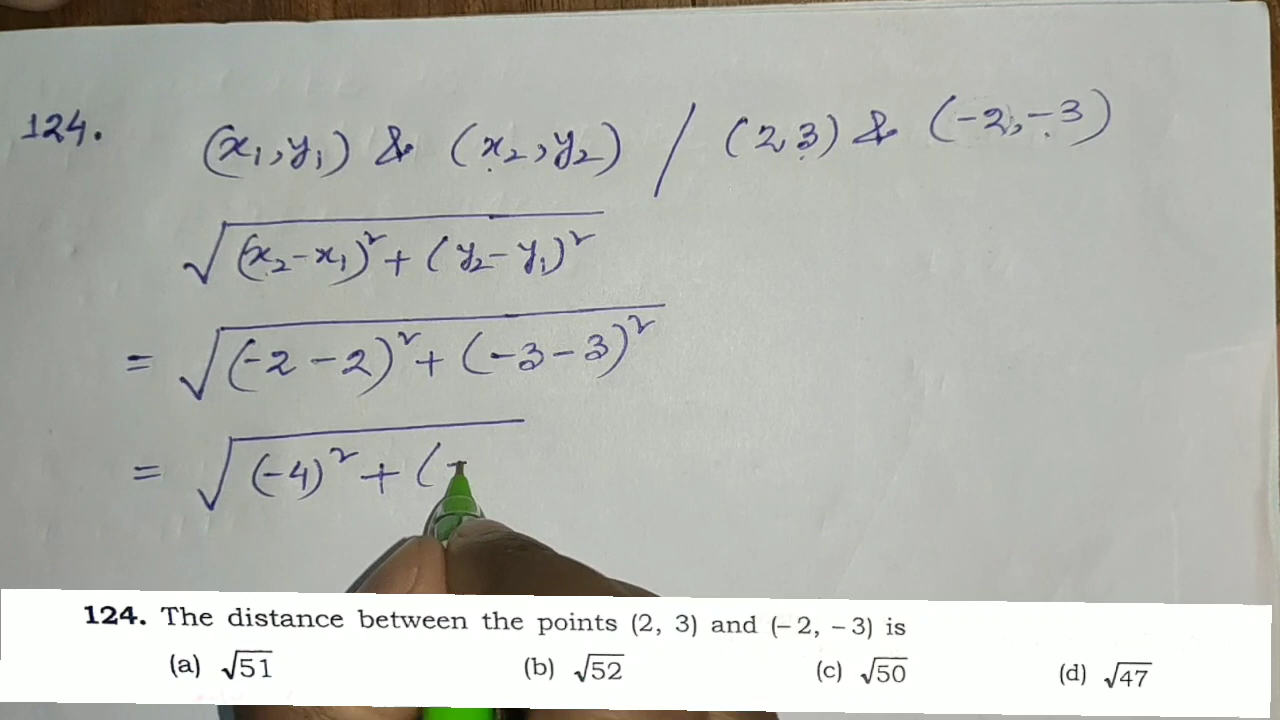 124. (x₁,y₁) & (x₂,y₂) / (2,3) & (-2,-3)
√(x₂-x₁)² + (y₂-y₁)²
= √(-2-2)² + (-3-3)²
= √(-4)² + (-
124. The distance between the points (2, 3) and (– 2, – 3) is
(a) √51 (b) √52 (c) √50 (d) √47